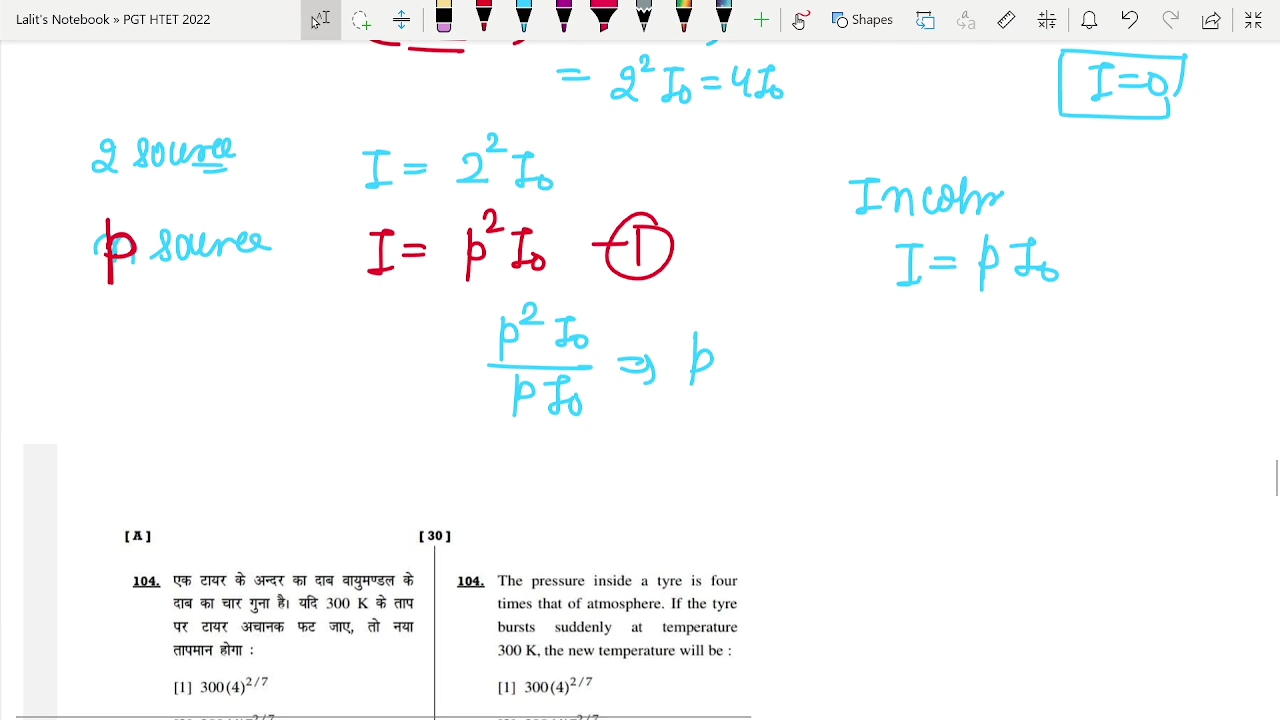 Lalit's Notebook » PGT HTET 2022
Shapes
= 2² I₀ = 4I₀
I=0
2 source I = 2² I₀
p source I = p² I₀ — ①
Incohr
I = p I₀
p² I₀ / p I₀ ⇒ p
[ A ] [ 30 ]
104. एक टायर के अन्दर का दाब वायुमण्डल के
दाब का चार गुना है। यदि 300 K के ताप
पर टायर अचानक फट जाए, तो नया
तापमान होगा :
[1] 300(4)^2/7
104. The pressure inside a tyre is four
times that of atmosphere. If the tyre
bursts suddenly at temperature
300 K, the new temperature will be :
[1] 300(4)^2/7